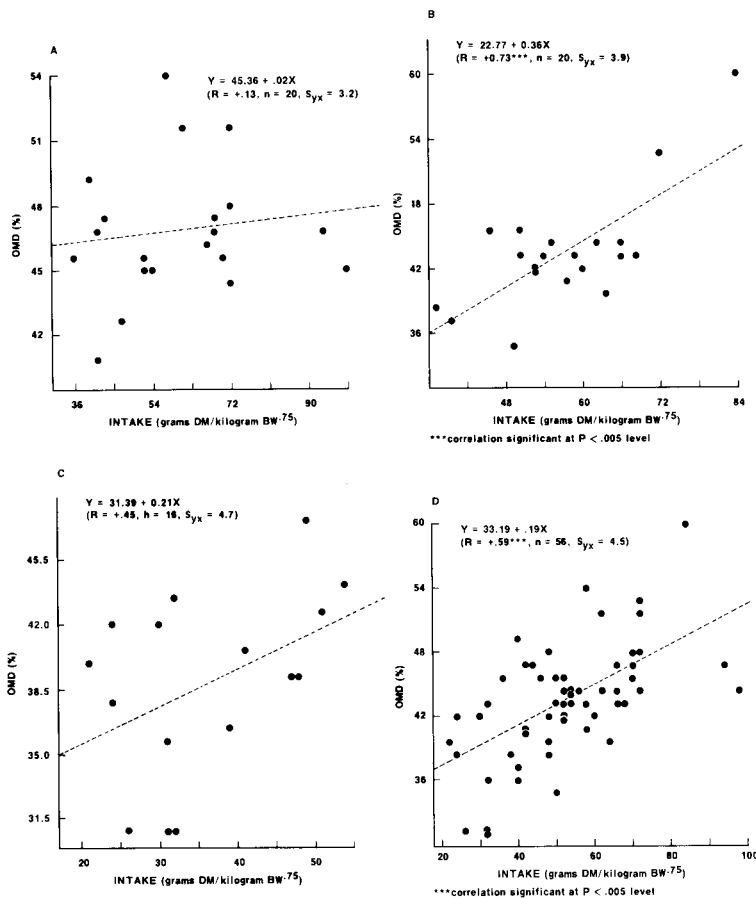 A
Y = 45.36 + .02X
(R = +.13, n = 20, Syx = 3.2)
54
51
48
45
42
OMD (%)
36
54
72
90
INTAKE (grams DM/kilogram BW.75)
B
Y = 22.77 + 0.36X
(R = +0.73***, n = 20, Syx = 3.9)
60
54
18
42
36
OMD (%)
48
60
72
84
INTAKE (grams DM/kilogram BW.75)
***correlation significant at P < .005 level
C
Y = 31.39 + 0.21X
(R = +.45, h = 16, Syx = 4.7)
45.5
42.0
38.5
35.0
31.5
OMD (%)
20
30
40
50
INTAKE (grams DM/kilogram BW.75)
D
Y = 33.19 + .19X
(R = +.59***, n = 56, Syx = 4.5)
60
54
48
42
36
OMD (%)
20
40
60
80
100
INTAKE (grams DM/kilogram BW.75)
***correlation significant at P < .005 level